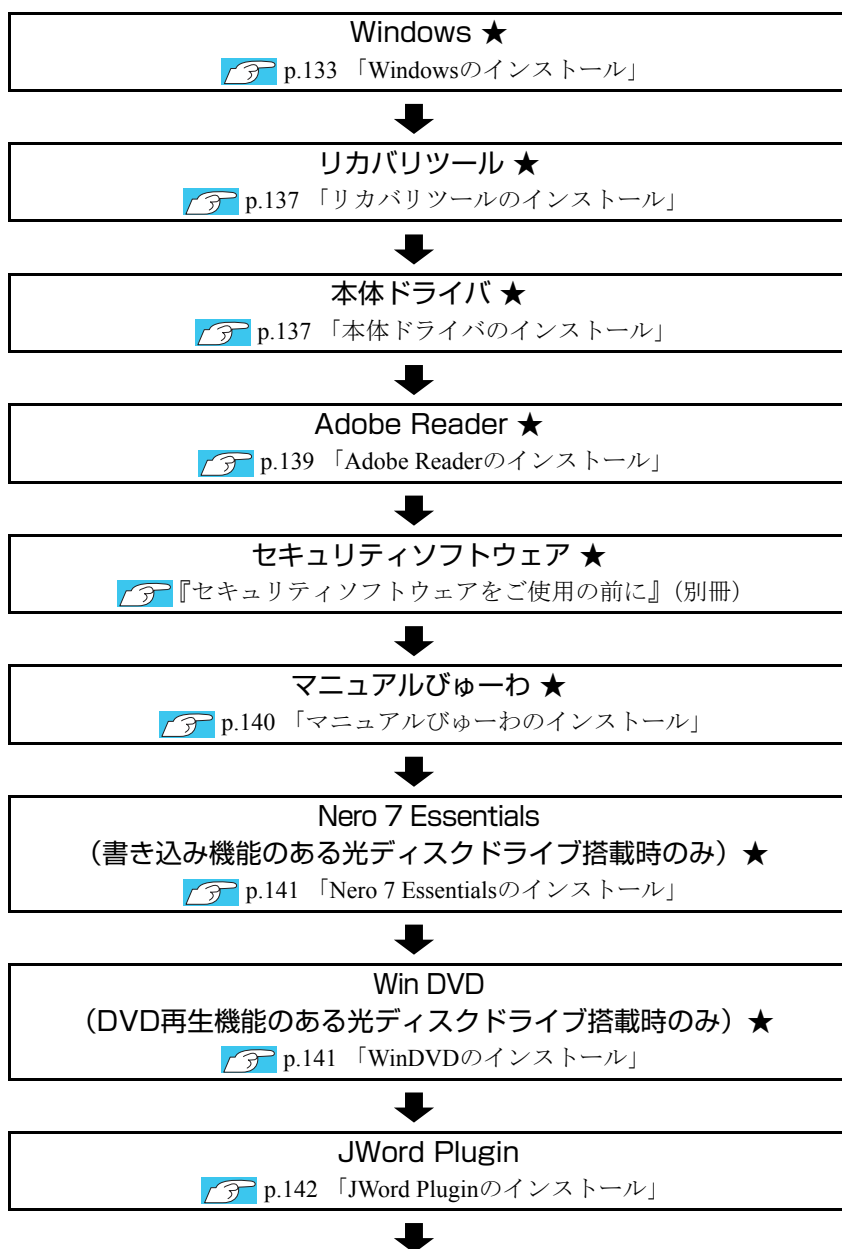 Windows ★
p.133 「Windowsのインストール」
リカバリツール ★
p.137 「リカバリツールのインストール」
本体ドライバ ★
p.137 「本体ドライバのインストール」
Adobe Reader ★
p.139 「Adobe Readerのインストール」
セキュリティソフトウェア ★
『セキュリティソフトウェアをご使用の前に』（別冊）
マニュアルびゅーわ ★
p.140 「マニュアルびゅーわのインストール」
Nero 7 Essentials
（書き込み機能のある光ディスクドライブ搭載時のみ）★
p.141 「Nero 7 Essentialsのインストール」
Win DVD
（DVD再生機能のある光ディスクドライブ搭載時のみ）★
p.141 「WinDVDのインストール」
JWord Plugin
p.142 「JWord Pluginのインストール」